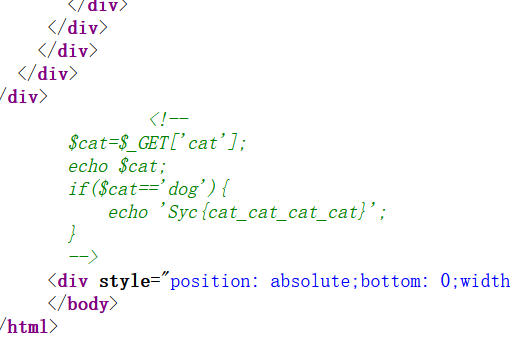 </div>
</div>
</div>
</div>
/div>
<!--
$cat=$_GET['cat'];
echo $cat;
if($cat=='dog'){
echo 'Syc{cat_cat_cat_cat}';
}
-->
<div style="position: absolute;bottom: 0;width
</body>
/html>